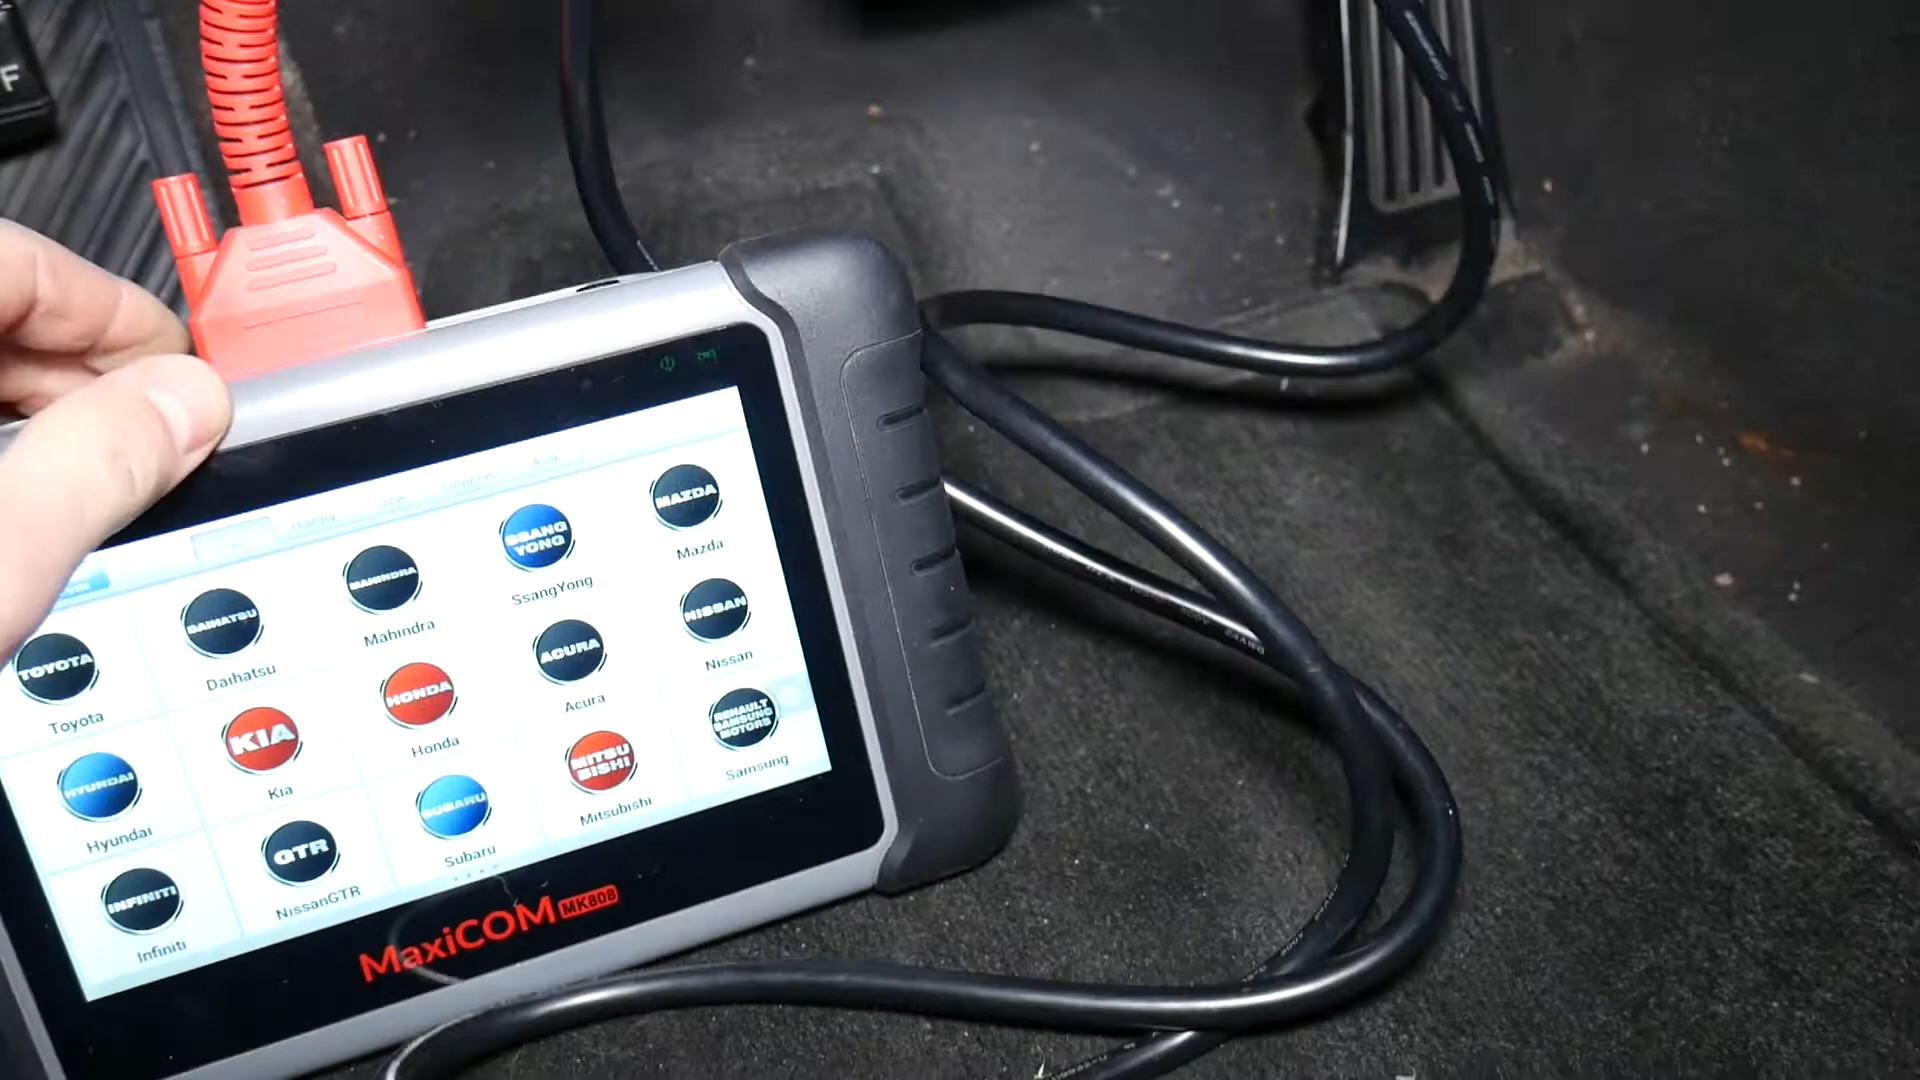 F
History
TOYOTA
DAIHATSU
MAHINDRA
SSANG
YONG
MAZDA
Toyota
Daihatsu
Mahindra
SsangYong
Mazda
HYUNDAI
KIA
HONDA
ACURA
NISSAN
Hyundai
Kia
Honda
Acura
Nissan
INFINITI
GTR
SUBARU
MITSU
BISHI
RENAULT
SAMSUNG
MOTORS
Infiniti
NissanGTR
Subaru
Mitsubishi
Samsung
MaxiCOM MK808